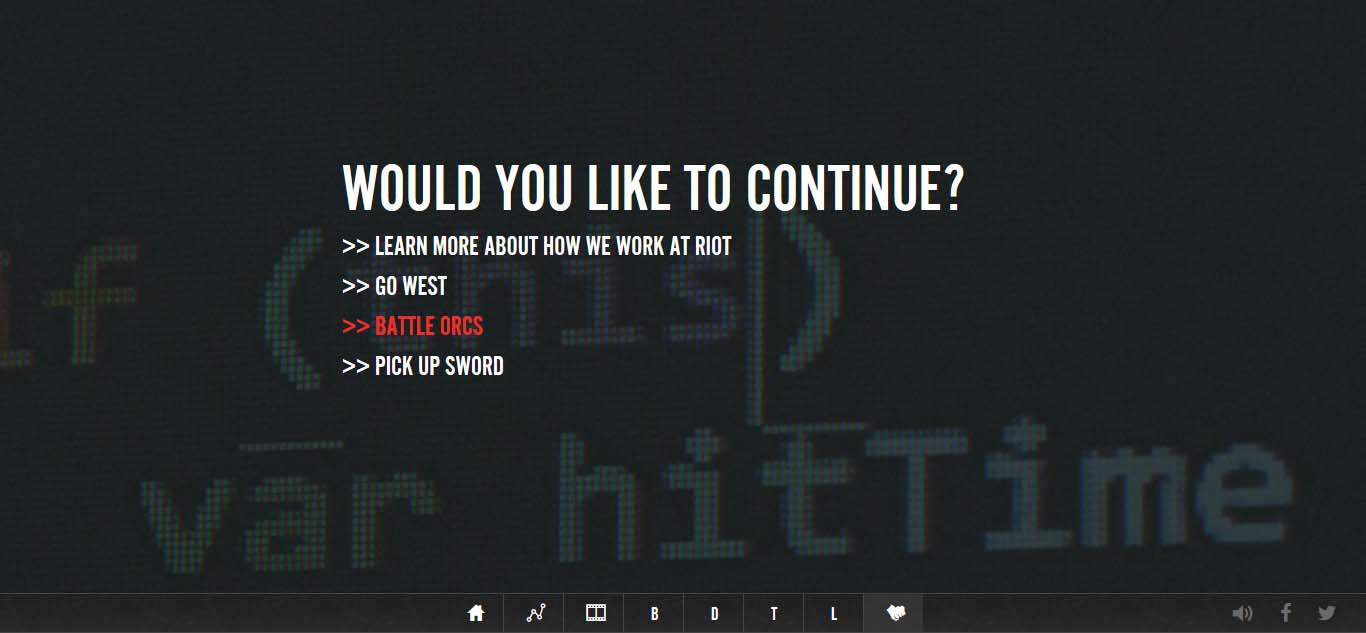 WOULD YOU LIKE TO CONTINUE?
>> LEARN MORE ABOUT HOW WE WORK AT RIOT
if (this)
>> GO WEST
>> BATTLE ORCS
>> PICK UP SWORD
var hitTime
B D T L